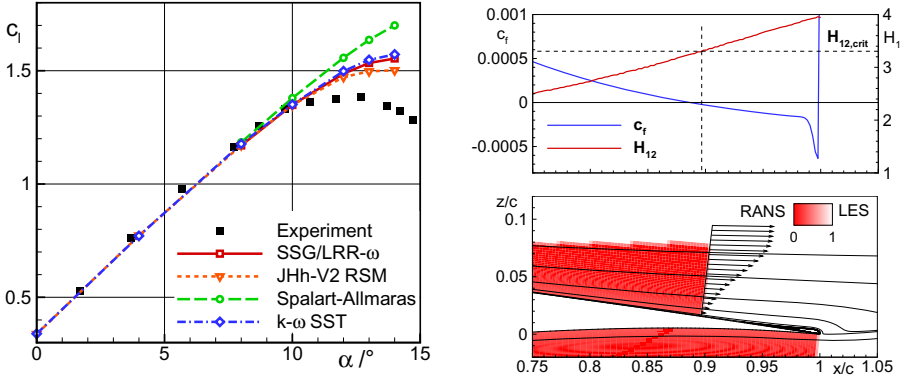 c_l
1.5
1
0.5
0
5
10
15
α /°
Experiment
SSG/LRR-ω
JHh-V2 RSM
Spalart-Allmaras
k-ω SST
0.001
c_f
0.0005
0
-0.0005
4
H_1
3
2
1
H_12,crit
c_f
H_12
z/c
0.1
0.05
0
RANS
LES
0
1
0.75
0.8
0.85
0.9
0.95
1
x/c
1.05